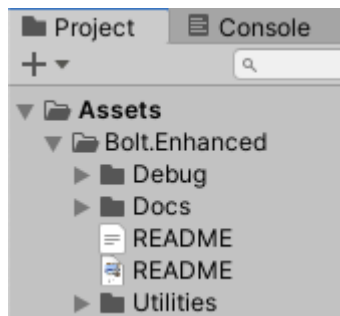 Project Console
Assets
Bolt.Enhanced
Debug
Docs
README
README
Utilities